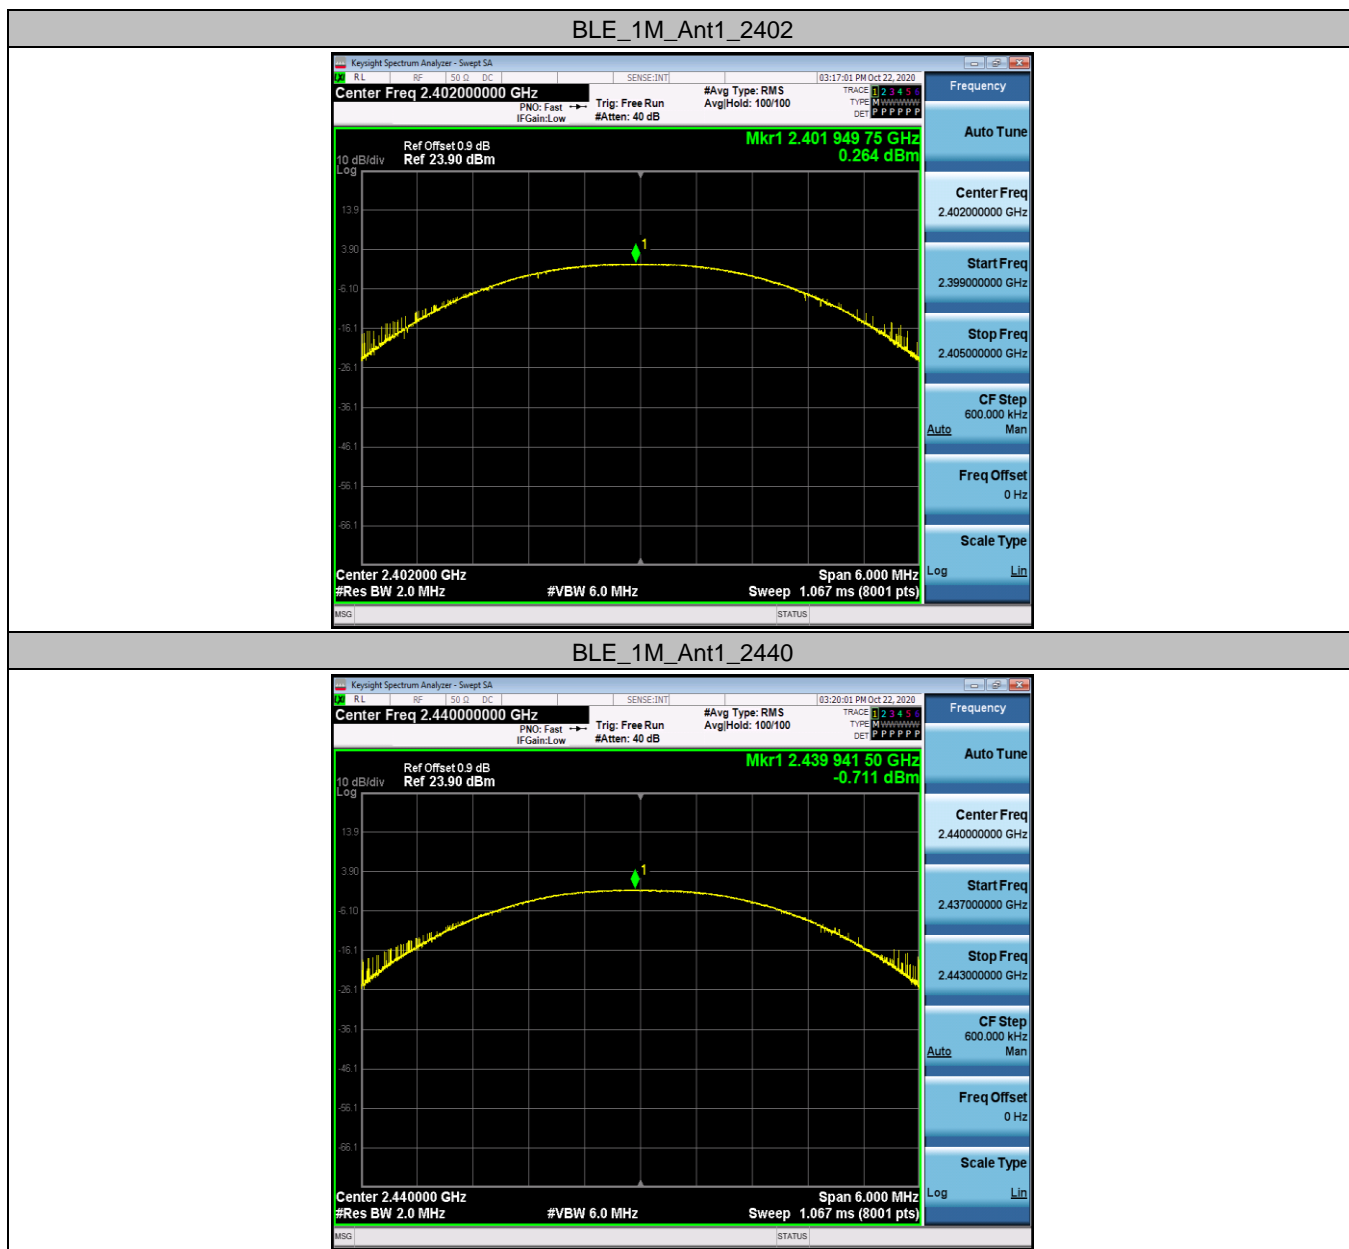 BLE_1M_Ant1_2402
Keysight Spectrum Analyzer - Swept SA
RL RF 50 Ω DC SENSE:INT 03:17:01 PM Oct 22, 2020
Center Freq 2.402000000 GHz
PNO: Fast
IFGain:Low
Trig: Free Run
#Atten: 40 dB
#Avg Type: RMS
Avg|Hold: 100/100
TRACE 1 2 3 4 5 6
TYPE M W W W W W
DET P P P P P P
Mkr1 2.401 949 75 GHz
0.264 dBm
Ref Offset 0.9 dB
10 dB/div Ref 23.90 dBm
Log
13.9
3.90
-6.10
-16.1
-26.1
-36.1
-46.1
-56.1
-66.1
1
Center 2.402000 GHz Span 6.000 MHz
#Res BW 2.0 MHz #VBW 6.0 MHz Sweep 1.067 ms (8001 pts)
MSG STATUS
Frequency
Auto Tune
Center Freq
2.402000000 GHz
Start Freq
2.399000000 GHz
Stop Freq
2.405000000 GHz
CF Step
600.000 kHz
Auto Man
Freq Offset
0 Hz
Scale Type
Log Lin
BLE_1M_Ant1_2440
Keysight Spectrum Analyzer - Swept SA
RL RF 50 Ω DC SENSE:INT 03:20:01 PM Oct 22, 2020
Center Freq 2.440000000 GHz
PNO: Fast
IFGain:Low
Trig: Free Run
#Atten: 40 dB
#Avg Type: RMS
Avg|Hold: 100/100
TRACE 1 2 3 4 5 6
TYPE M W W W W W
DET P P P P P P
Mkr1 2.439 941 50 GHz
-0.711 dBm
Ref Offset 0.9 dB
10 dB/div Ref 23.90 dBm
Log
13.9
3.90
-6.10
-16.1
-26.1
-36.1
-46.1
-56.1
-66.1
1
Center 2.440000 GHz Span 6.000 MHz
#Res BW 2.0 MHz #VBW 6.0 MHz Sweep 1.067 ms (8001 pts)
MSG STATUS
Frequency
Auto Tune
Center Freq
2.440000000 GHz
Start Freq
2.437000000 GHz
Stop Freq
2.443000000 GHz
CF Step
600.000 kHz
Auto Man
Freq Offset
0 Hz
Scale Type
Log Lin